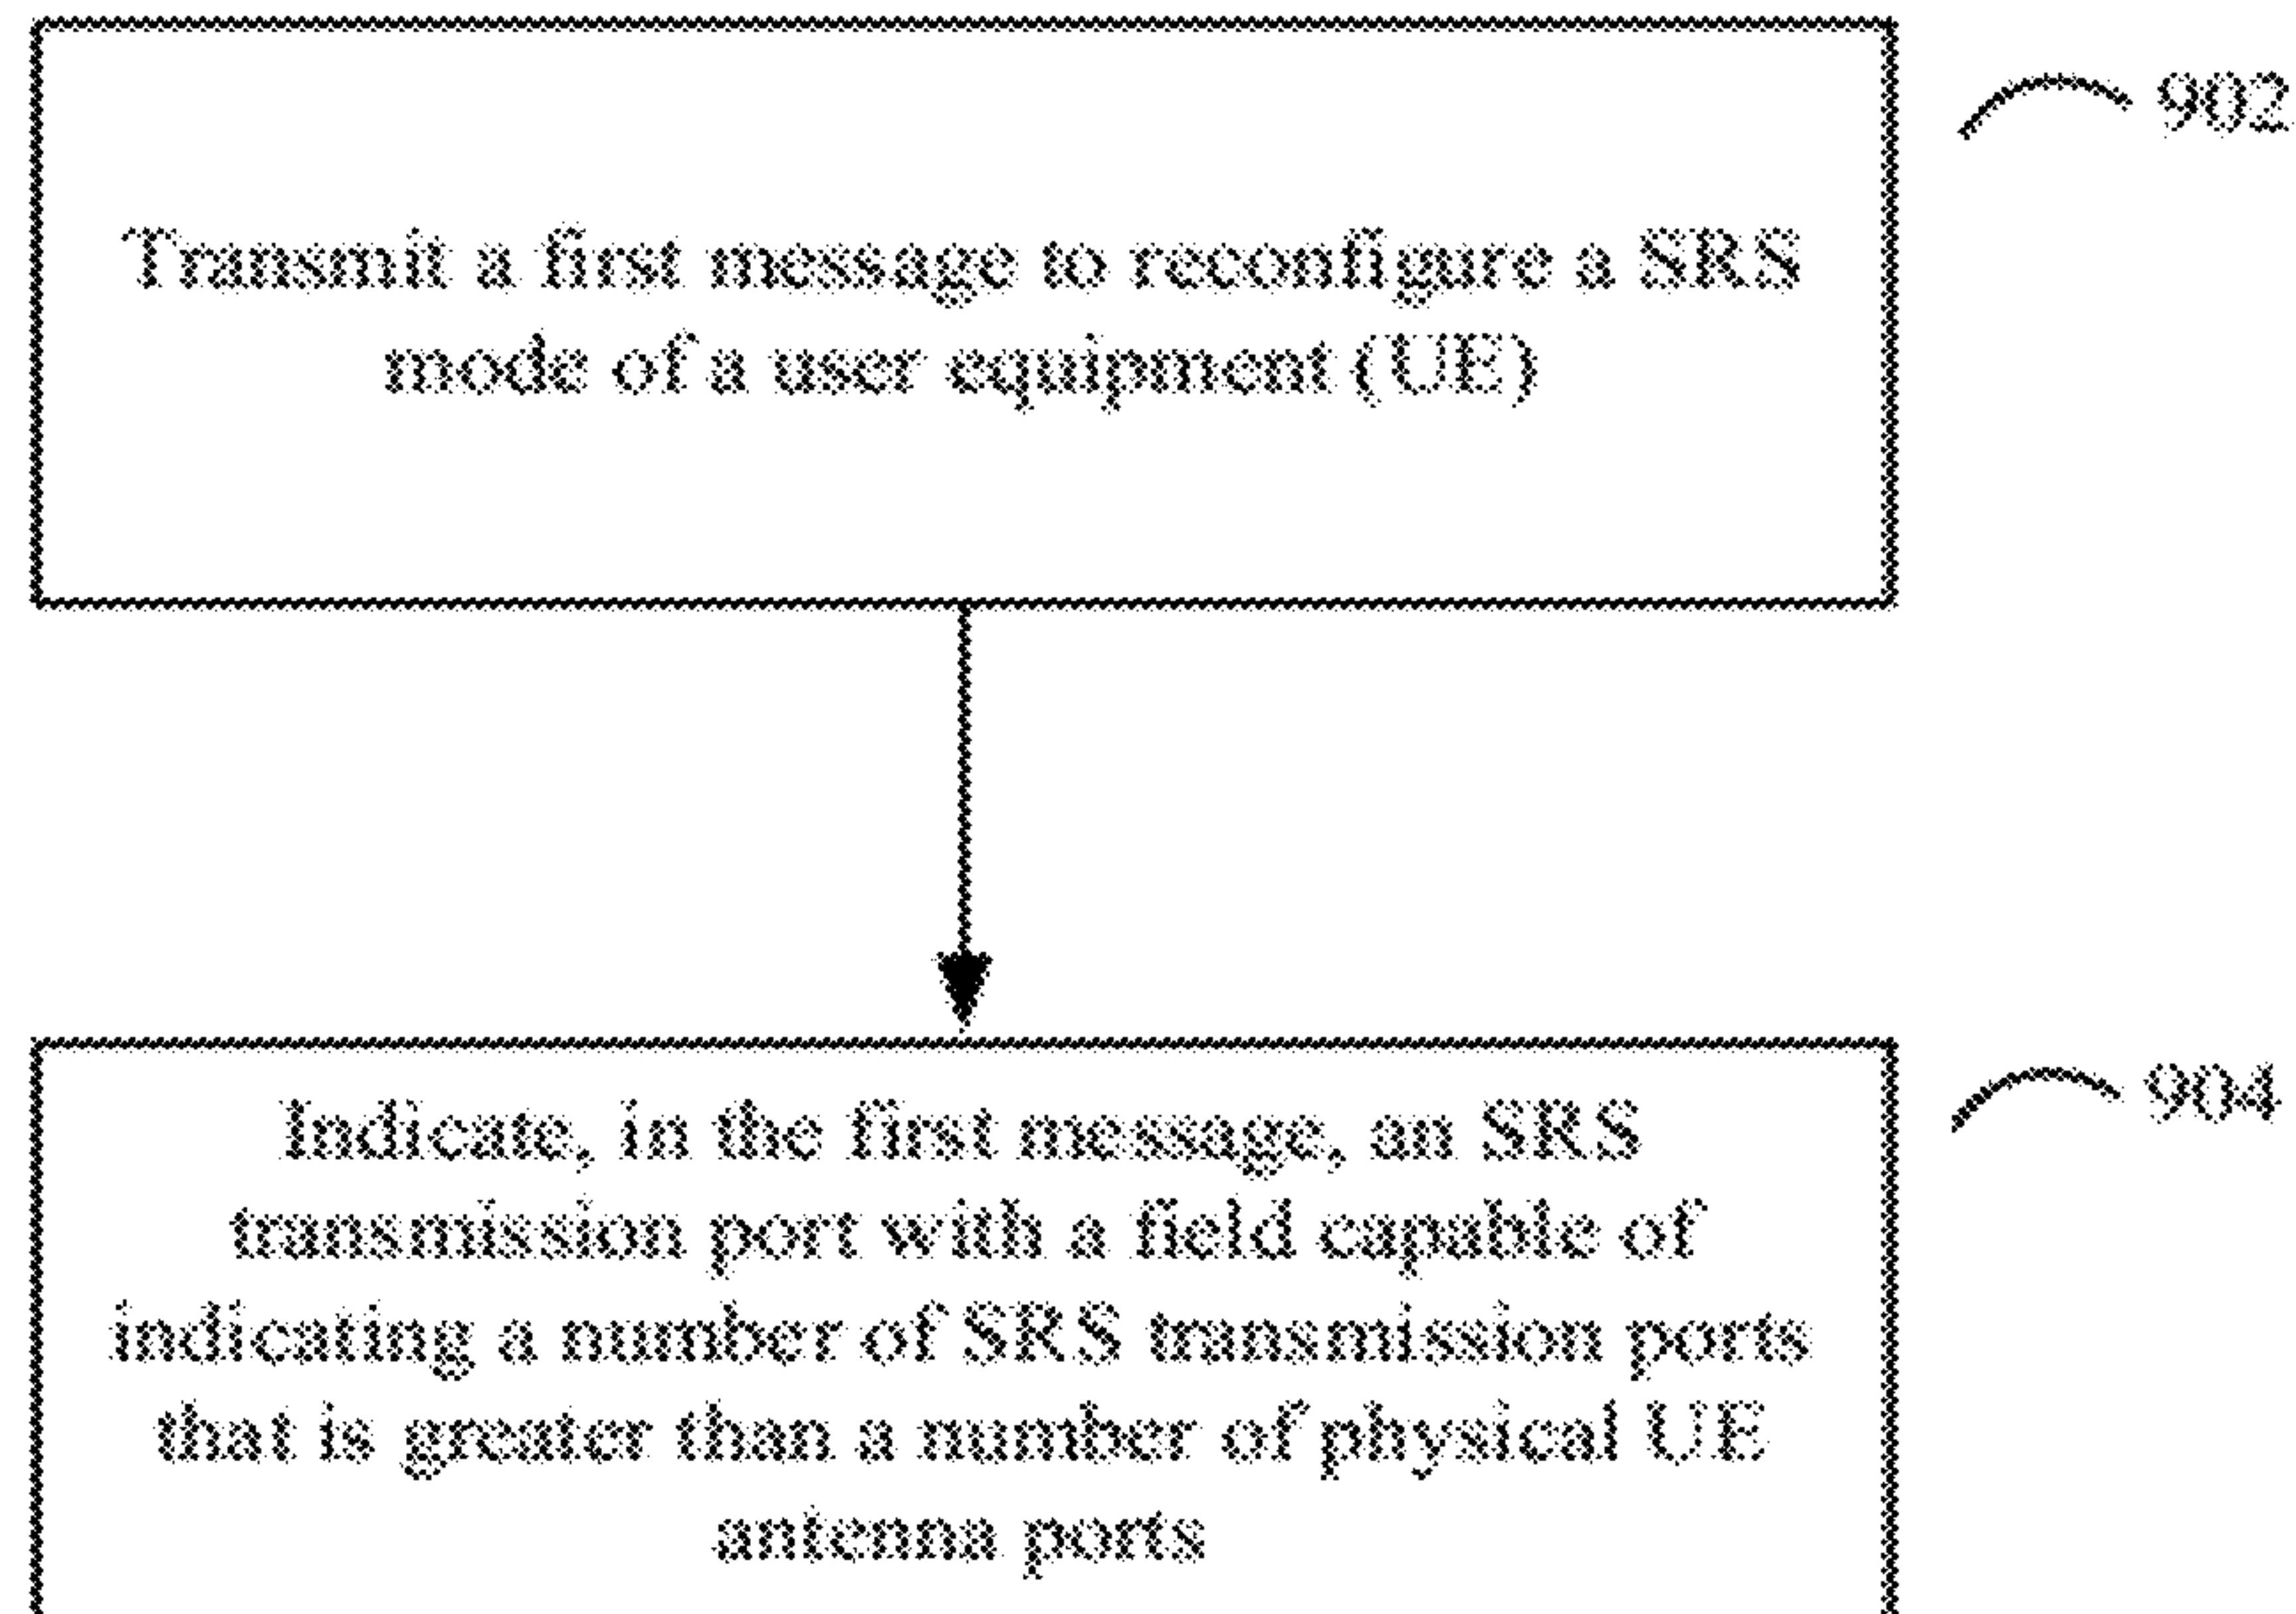 902
Transmit a first message to reconfigure a SRS
mode of a user equipment (UE)
904
Indicate, in the first message, an SRS
transmission port with a field capable of
indicating a number of SRS transmission ports
that is greater than a number of physical UE
antenna ports